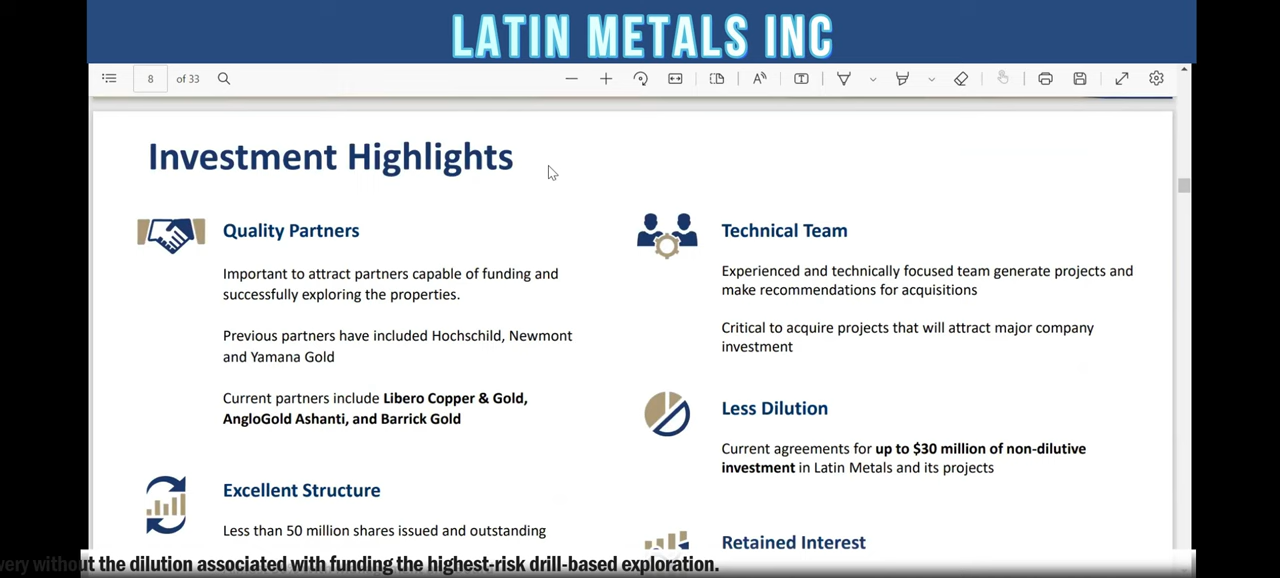 LATIN METALS INC
8 of 33
Investment Highlights
Quality Partners
Important to attract partners capable of funding and
successfully exploring the properties.
Previous partners have included Hochschild, Newmont
and Yamana Gold
Current partners include Libero Copper & Gold,
AngloGold Ashanti, and Barrick Gold
Excellent Structure
Less than 50 million shares issued and outstanding
Technical Team
Experienced and technically focused team generate projects and
make recommendations for acquisitions
Critical to acquire projects that will attract major company
investment
Less Dilution
Current agreements for up to $30 million of non-dilutive
investment in Latin Metals and its projects
Retained Interest
very without the dilution associated with funding the highest-risk drill-based exploration.